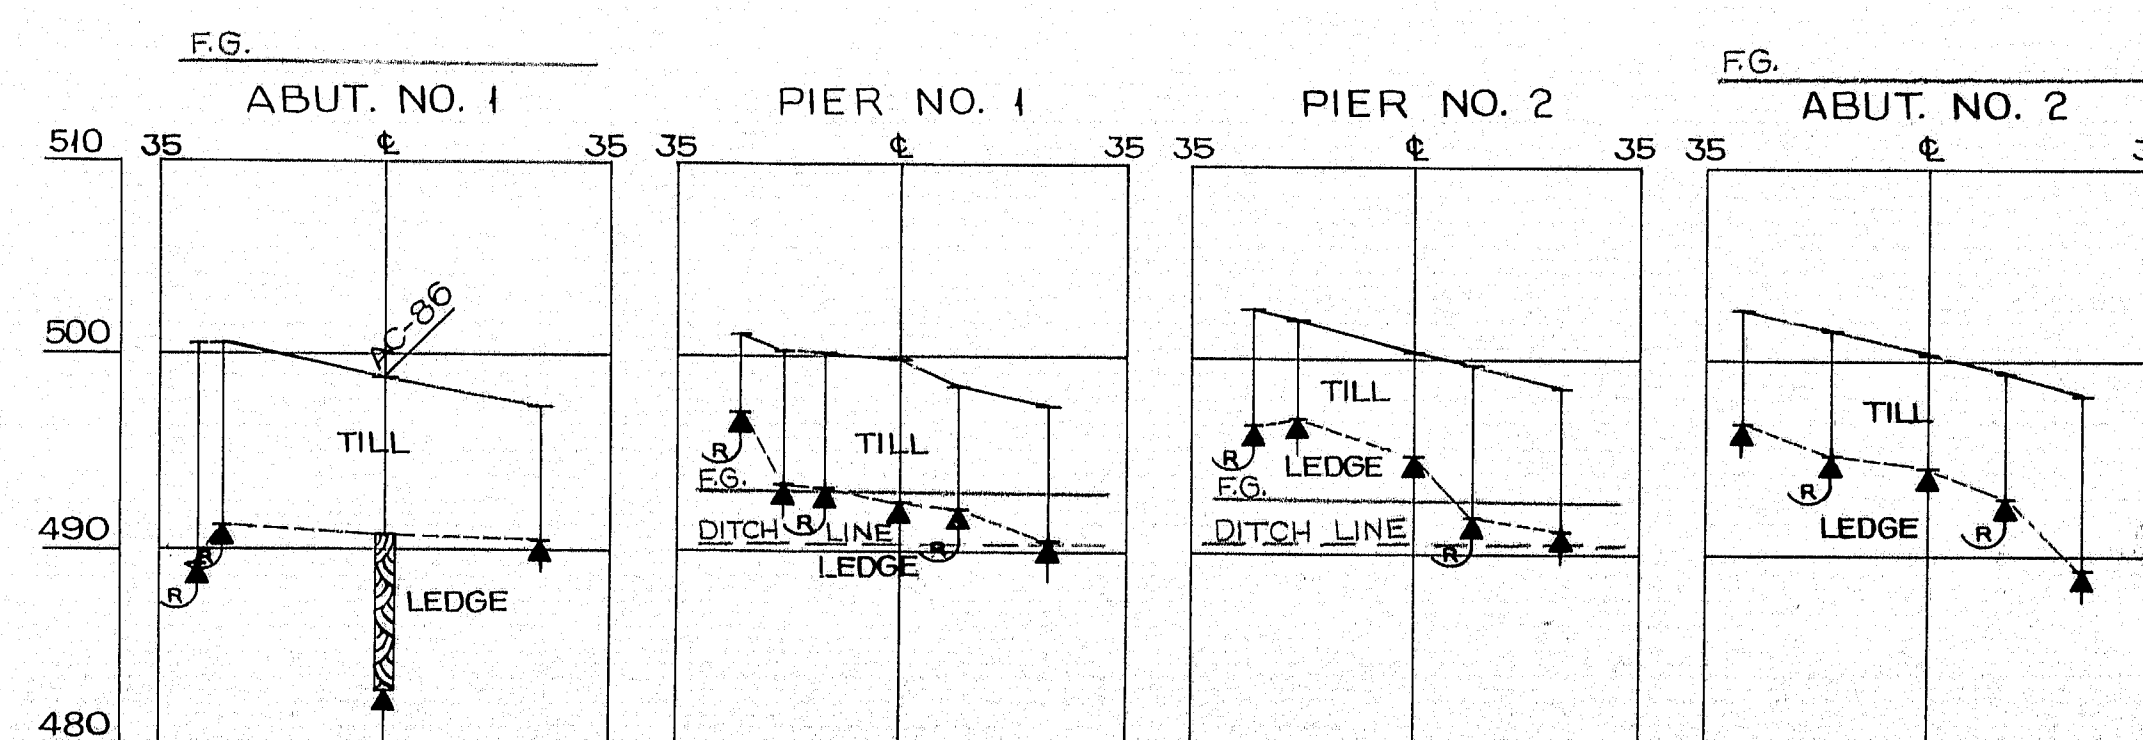 F.G.
F.G.
ABUT. NO. 1
PIER NO. 1
PIER NO. 2
ABUT. NO. 2
510
35 ℄ 35
35 ℄ 35
35 ℄ 35
35 ℄
C-86
500
TILL
TILL
TILL
TILL
R
R
LEDGE
F.G.
F.G.
R
R
DITCH LINE
DITCH LINE
LEDGE
490
R
R
R
R
LEDGE
R
LEDGE
480